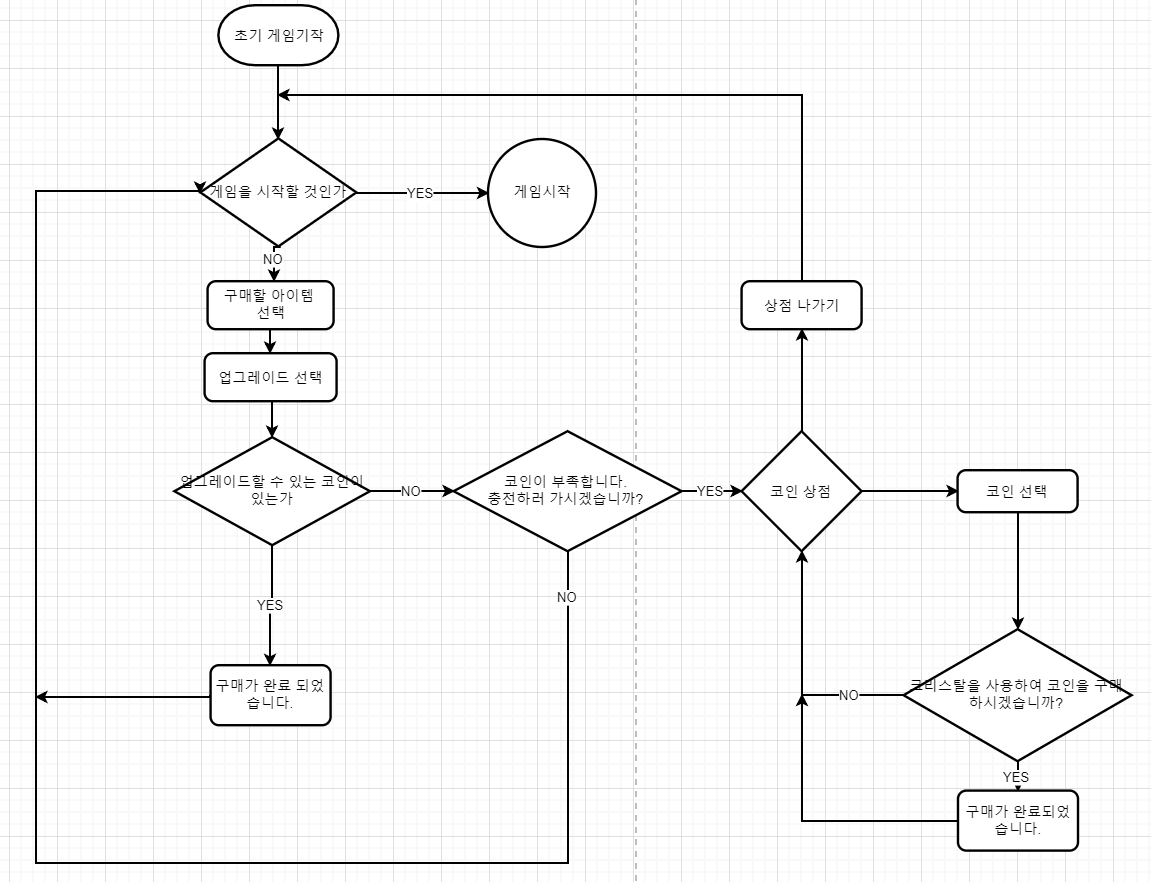 초기 게임기작
게임을 시작할 것인가
YES
게임시작
NO
구매할 아이템
선택
상점 나가기
업그레이드 선택
업그레이드할 수 있는 코인이
있는가
NO
코인이 부족합니다.
충전하러 가시겠습니까?
YES
코인 상점
코인 선택
YES
NO
구매가 완료 되었
습니다.
크리스탈을 사용하여 코인을 구매
하시겠습니까?
NO
YES
구매가 완료되었
습니다.